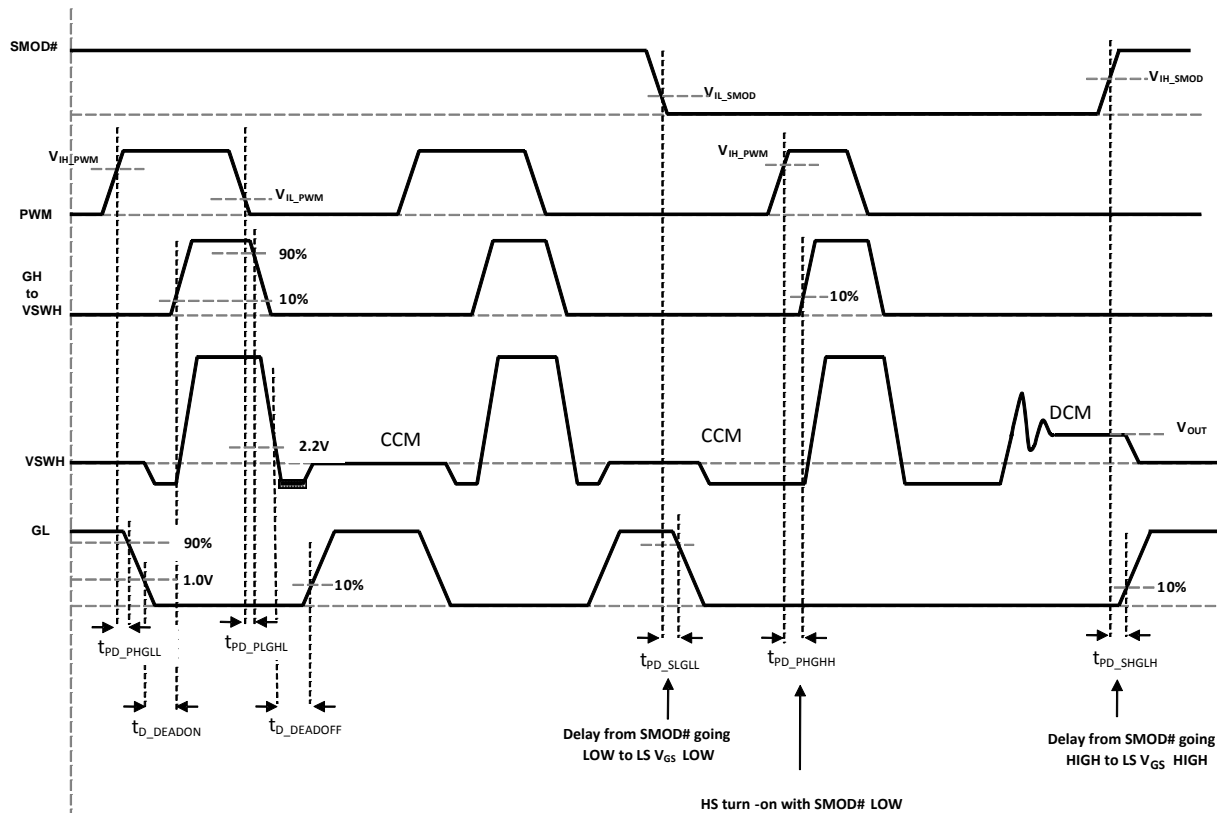 SMOD#
V_IL_SMOD
V_IH_SMOD
V_IH_PWM
V_IL_PWM
V_IH_PWM
PWM
90%
10%
10%
GH
to
VSWH
2.2V
CCM
CCM
DCM
V_OUT
VSWH
GL
90%
1.0V
10%
10%
t_PD_PHGLL
t_PD_PLGHL
t_PD_SLGLL
t_PD_PHGHH
t_PD_SHGLH
t_D_DEADON
t_D_DEADOFF
Delay from SMOD# going
LOW to LS V_GS LOW
Delay from SMOD# going
HIGH to LS V_GS HIGH
HS turn -on with SMOD# LOW